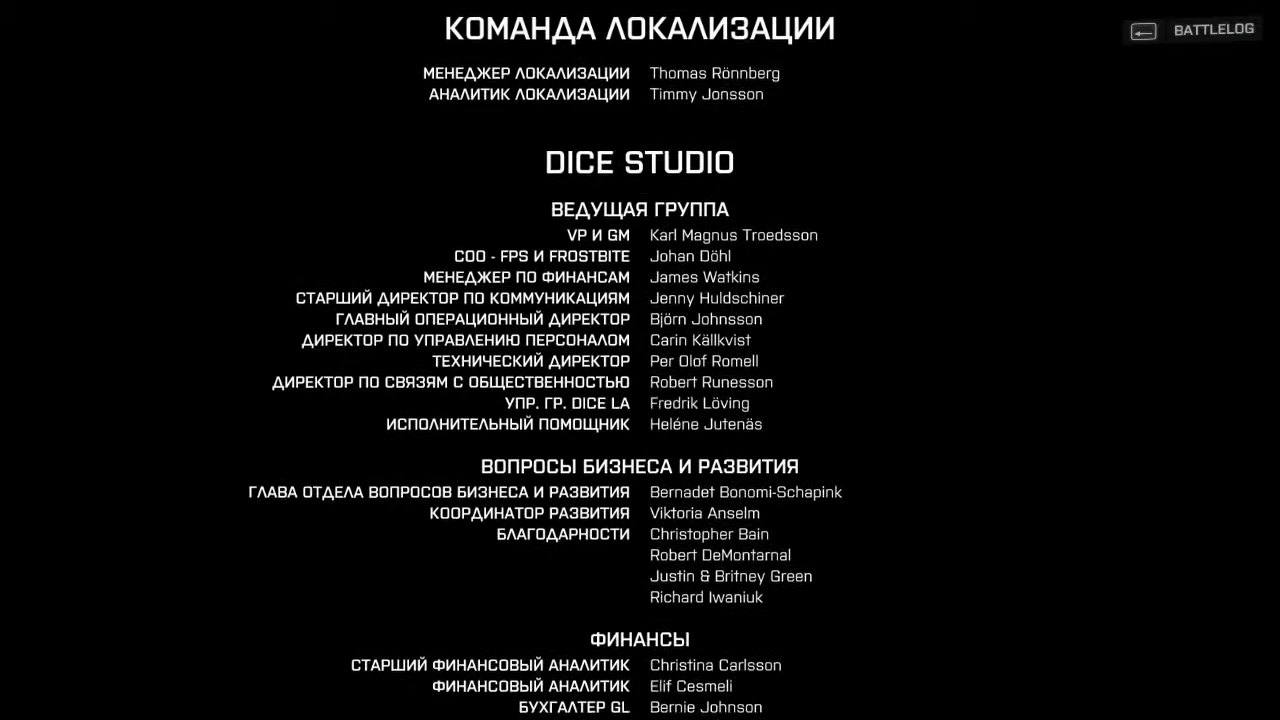 КОМАНДА ЛОКАЛИЗАЦИИ
BATTLELOG
МЕНЕДЖЕР ЛОКАЛИЗАЦИИ Thomas Rönnberg
АНАЛИТИК ЛОКАЛИЗАЦИИ Timmy Jonsson
DICE STUDIO
ВЕДУЩАЯ ГРУППА
VP И GM Karl Magnus Troedsson
COO - FPS И FROSTBITE Johan Döhl
МЕНЕДЖЕР ПО ФИНАНСАМ James Watkins
СТАРШИЙ ДИРЕКТОР ПО КОММУНИКАЦИЯМ Jenny Huldschiner
ГЛАВНЫЙ ОПЕРАЦИОННЫЙ ДИРЕКТОР Björn Johnsson
ДИРЕКТОР ПО УПРАВЛЕНИЮ ПЕРСОНАЛОМ Carin Källkvist
ТЕХНИЧЕСКИЙ ДИРЕКТОР Per Olof Romell
ДИРЕКТОР ПО СВЯЗЯМ С ОБЩЕСТВЕННОСТЬЮ Robert Runesson
УПР. ГР. DICE LA Fredrik Löving
ИСПОЛНИТЕЛЬНЫЙ ПОМОЩНИК Heléne Jutenäs
ВОПРОСЫ БИЗНЕСА И РАЗВИТИЯ
ГЛАВА ОТДЕЛА ВОПРОСОВ БИЗНЕСА И РАЗВИТИЯ Bernadet Bonomi-Schapink
КООРДИНАТОР РАЗВИТИЯ Viktoria Anselm
БЛАГОДАРНОСТИ Christopher Bain
Robert DeMontarnal
Justin & Britney Green
Richard Iwaniuk
ФИНАНСЫ
СТАРШИЙ ФИНАНСОВЫЙ АНАЛИТИК Christina Carlsson
ФИНАНСОВЫЙ АНАЛИТИК Elif Cesmeli
БУХГАЛТЕР GL Bernie Johnson